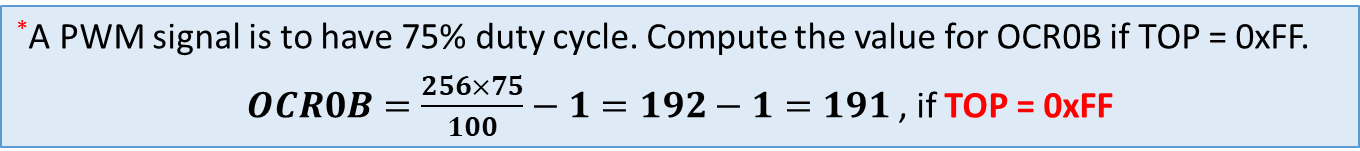 *A PWM signal is to have 75% duty cycle. Compute the value for OCR0B if TOP = 0xFF.
OCR0B = 256×75/100 − 1 = 192 − 1 = 191 , if TOP = 0xFF